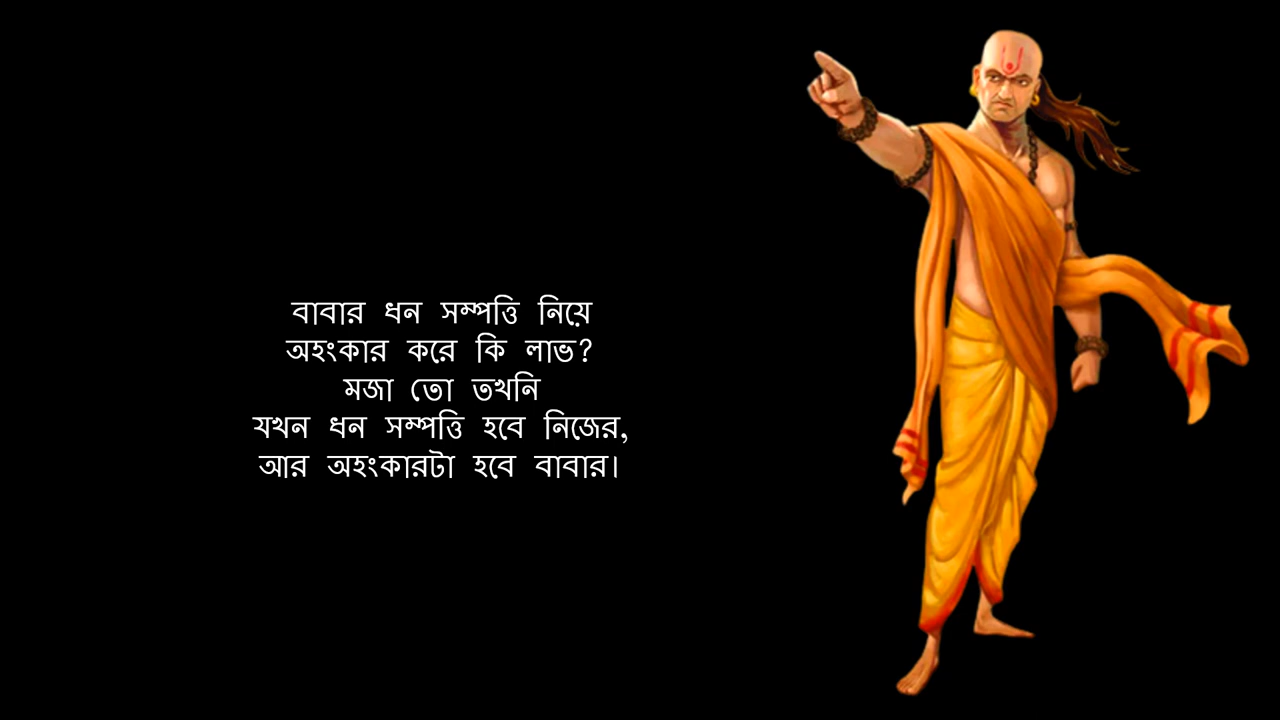 বাবার ধন সম্পত্তি নিয়ে
অহংকার করে কি লাভ?
মজা তো তখনি
যখন ধন সম্পত্তি হবে নিজের,
আর অহংকারটা হবে বাবার।